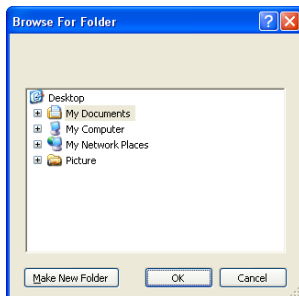 Browse For Folder
Desktop
My Documents
My Computer
My Network Places
Picture
Make New Folder OK Cancel